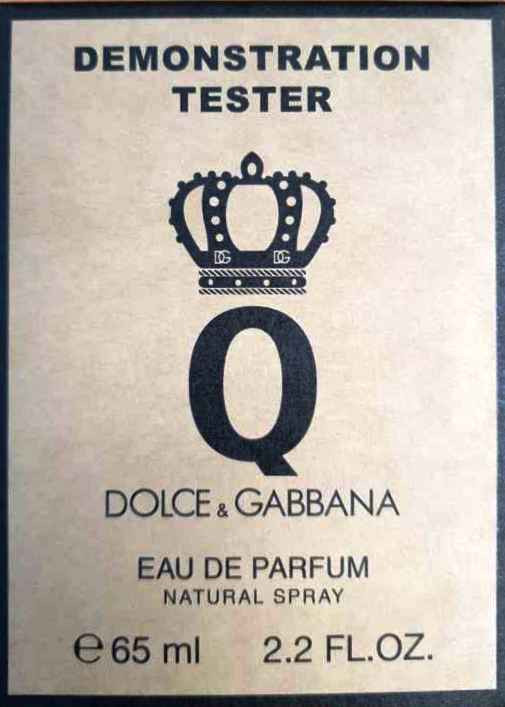 DEMONSTRATION
TESTER
DG DG
Q
DOLCE & GABBANA
EAU DE PARFUM
NATURAL SPRAY
℮ 65 ml 2.2 FL.OZ.